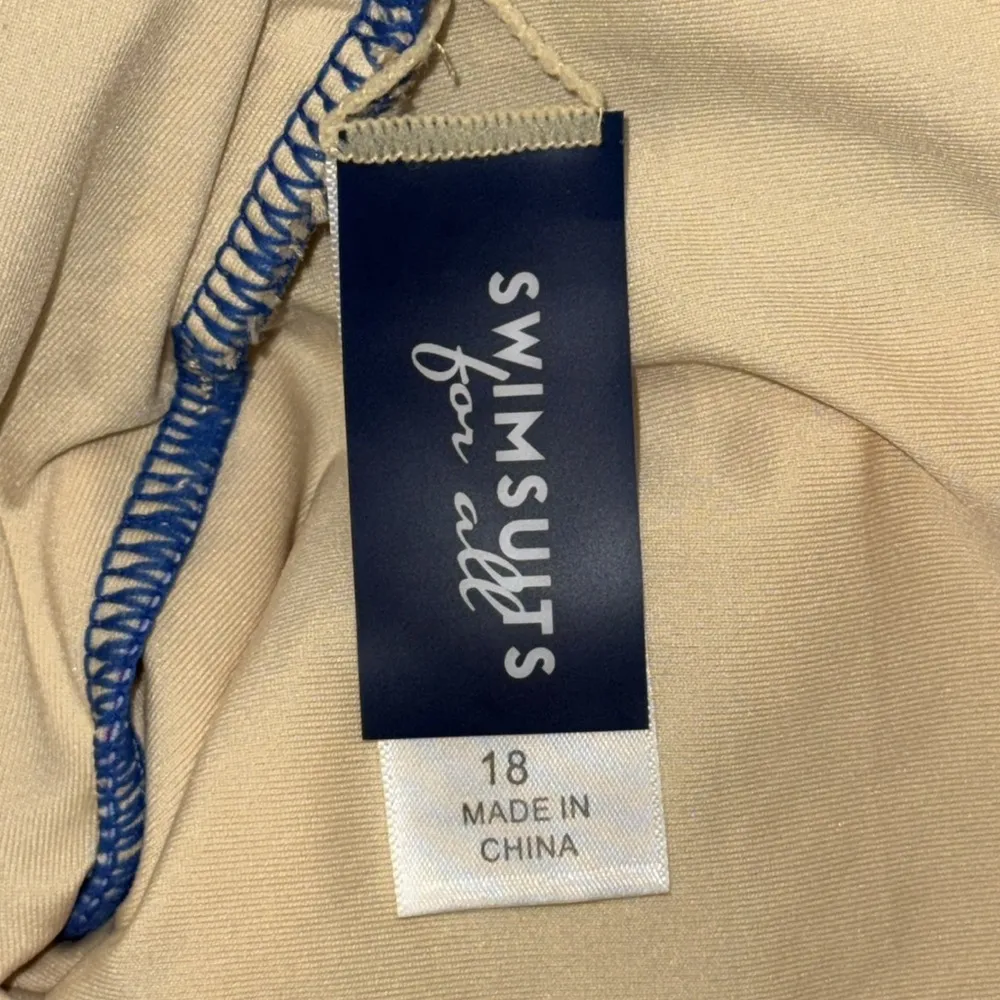 SWIMSUITS
for all
18
MADE IN
CHINA